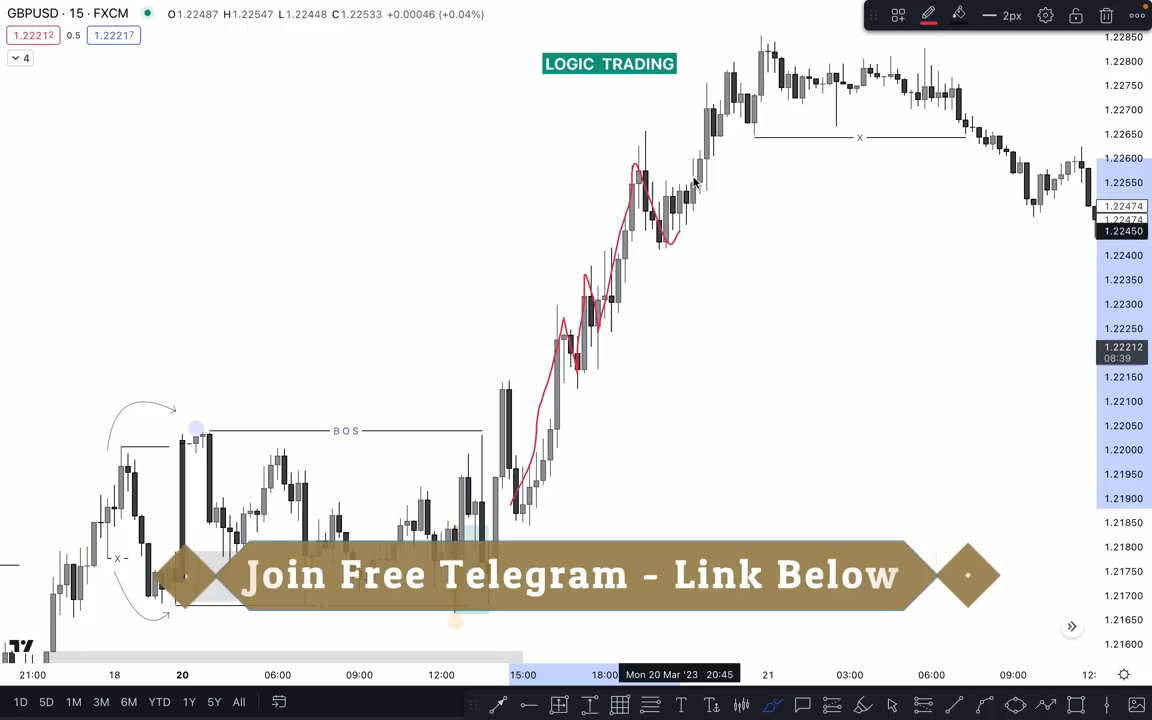 GBPUSD · 15 · FXCM O1.22487 H1.22547 L1.22448 C1.22533 +0.00046 (+0.04%)
1.22212 0.5 1.22217
4
2px
LOGIC TRADING
1.22850
1.22800
1.22750
1.22700
1.22650
1.22600
1.22550
1.22474
1.22474
1.22450
1.22400
1.22350
1.22300
1.22250
1.22212
08:39
1.22150
1.22100
1.22050
1.22000
1.21950
1.21900
1.21850
1.21800
1.21750
1.21700
1.21650
1.21600
X
B O S
X
Join Free Telegram - Link Below
21:00 18 20 06:00 09:00 12:00 15:00 18:00 Mon 20 Mar '23 20:45 21 03:00 06:00 09:00 12:
1D 5D 1M 3M 6M YTD 1Y 5Y All